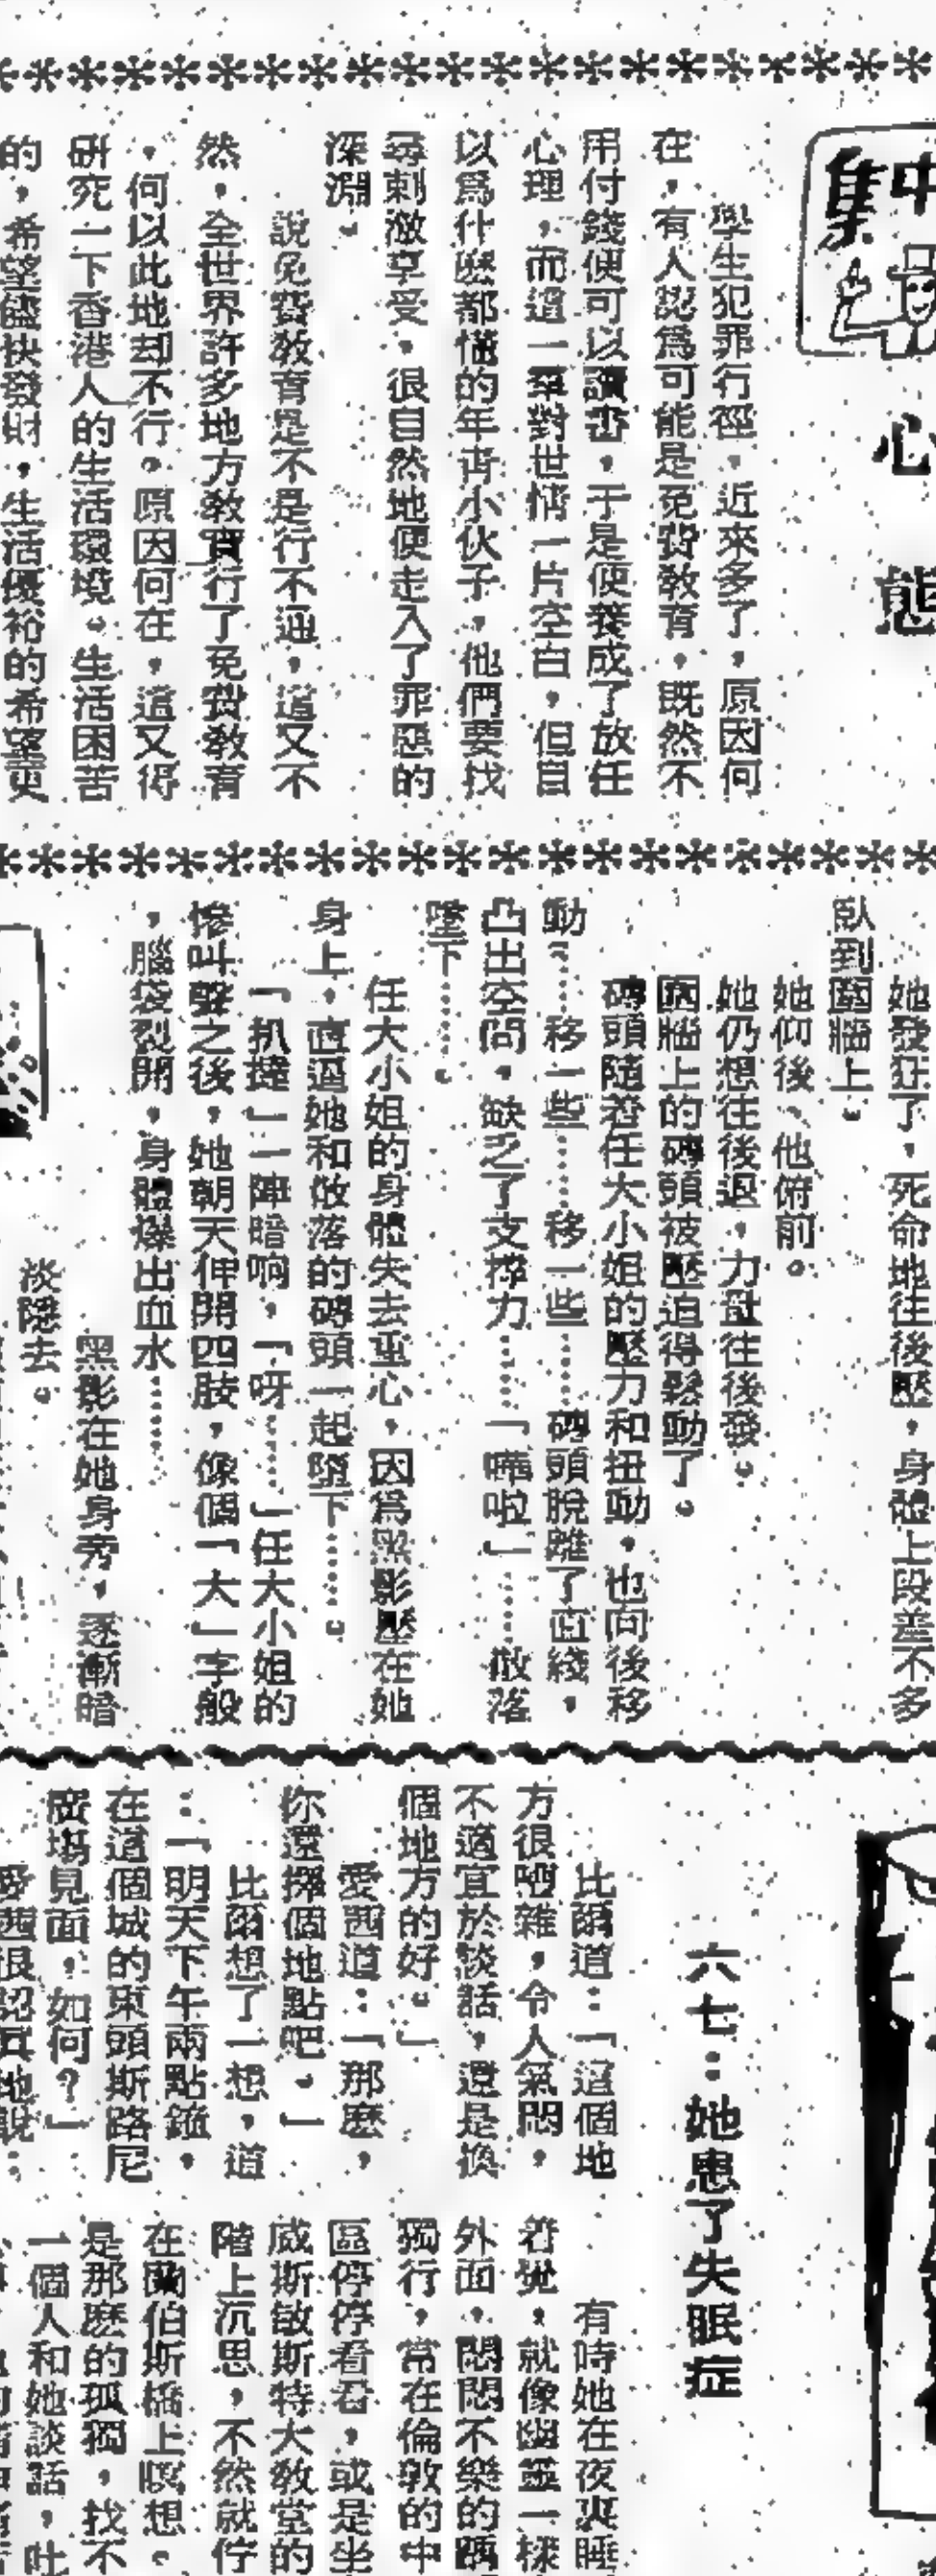 集中
心態
學生犯罪行徑，近來多了，原因何
在，有人認爲可能是免費教育，既然不
用付錢便可以讀書，于是便養成了放任
心理，而這一羣對世情一片空白，但自
以爲什麼都懂的年靑小伙子，他們要找
尋刺激享受，很自然地便走入了罪惡的
深淵。
說免費教育是不是行不通，這又不
然，全世界許多地方教實行了免費教育
，何以此地却不行。原因何在，這又得
研究一下香港人的生活環境。生活困苦
的，希望儘快發財，生活優裕的希望更
她發狂了，死命地往後壓，身體上段差不多
臥到圍牆上。
她仰後、他俯前。
她仍想往後退，力量往後發。
圍牆上的磚頭被壓迫得鬆動了。
磚頭隨着任大小姐的壓力和扭動，也向後移
動：移一些……移一些……磚頭脫離了直綫，
凸出空間，缺乏了支撐力……「嘩啦」……散落
墜下……。
任大小姐的身體失去重心，因爲黑影壓在她
身上，直逼她和散落的磚頭一起墮下……。
「扒撻」一陣暗响，「呀……」任大小姐的
慘叫聲之後，她朝天伸開四肢，像個「大」字般
，腦袋裂開，身體爆出血水……
黑影在她身旁，逐漸暗
淡隱去。
六七：她患了失眠症
比爾道：「這個地
方很嘈雜，令人氣悶，
不適宜於談話，還是換
個地方的好。」
愛茜道：「那麽，
你選擇個地點吧。」
比爾想了一想，道
：「明天下午兩點鐘，
在這個城的東頭斯路尼
廣塲見面，如何？」
愛茜很認真地說：
有時她在夜裏睡
着覺，就像幽靈一樣
外面，悶悶不樂的踽
獨行，常在倫敦的中
區停停看看，或是坐
威斯敏斯特大教堂的
階上沉思，不然就佇
在蘭伯斯橋上瞑想。
是那麽的孤獨，找不
一個人和她談話，吐